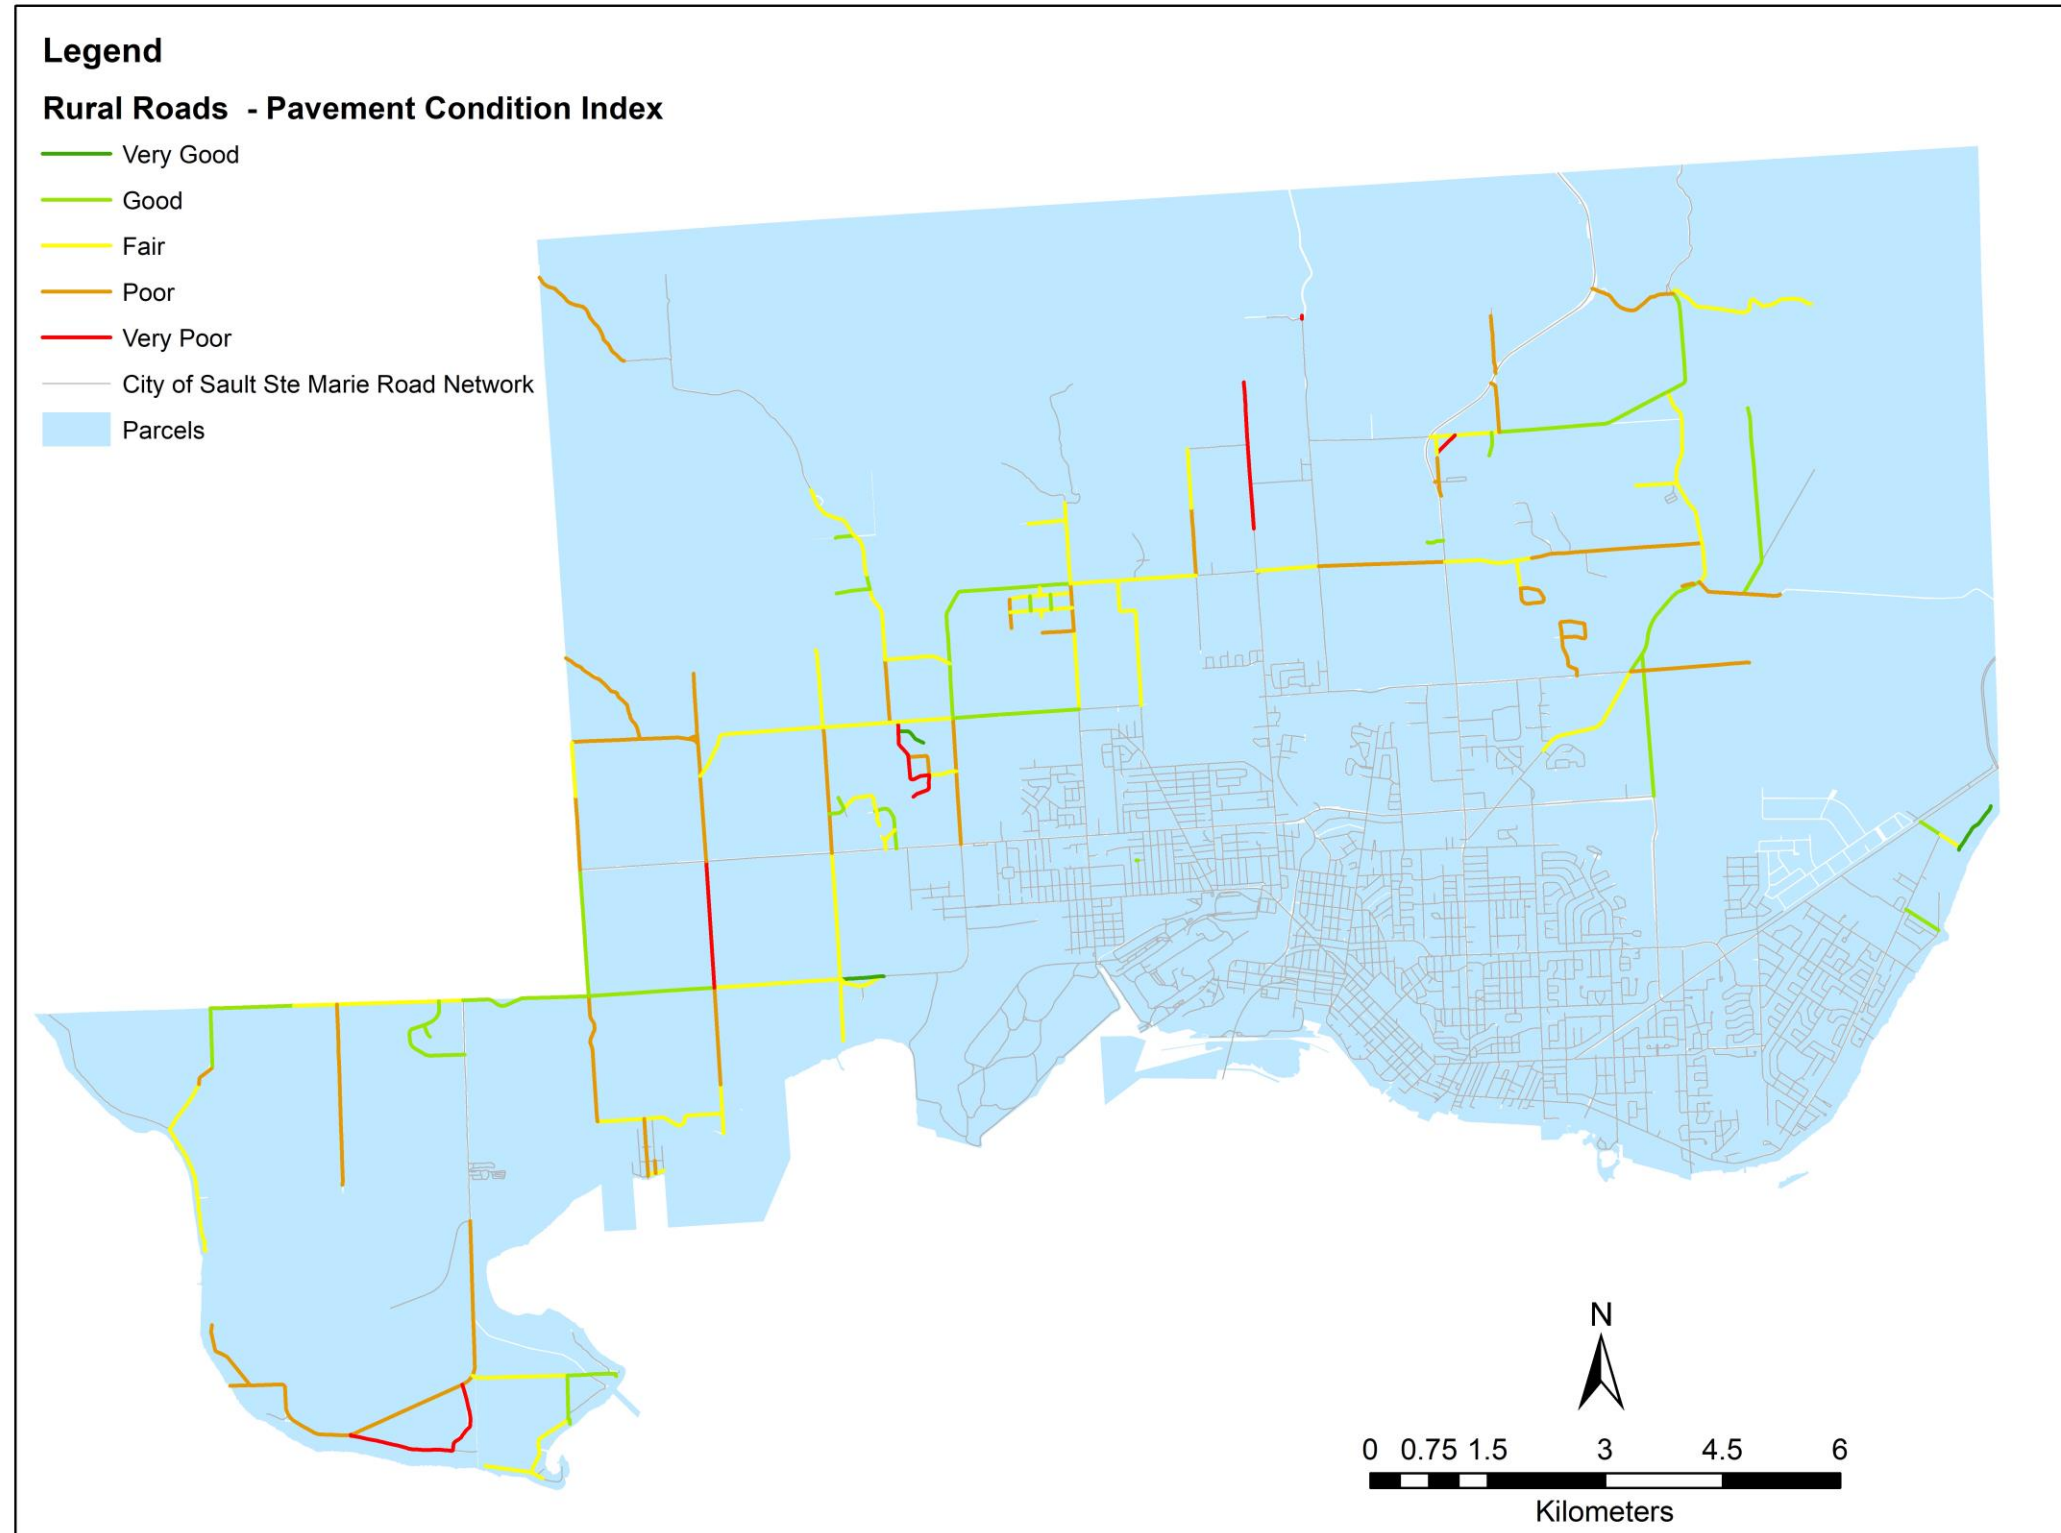 Legend
Rural Roads - Pavement Condition Index
Very Good
Good
Fair
Poor
Very Poor
City of Sault Ste Marie Road Network
Parcels
N
0 0.75 1.5 3 4.5 6
Kilometers